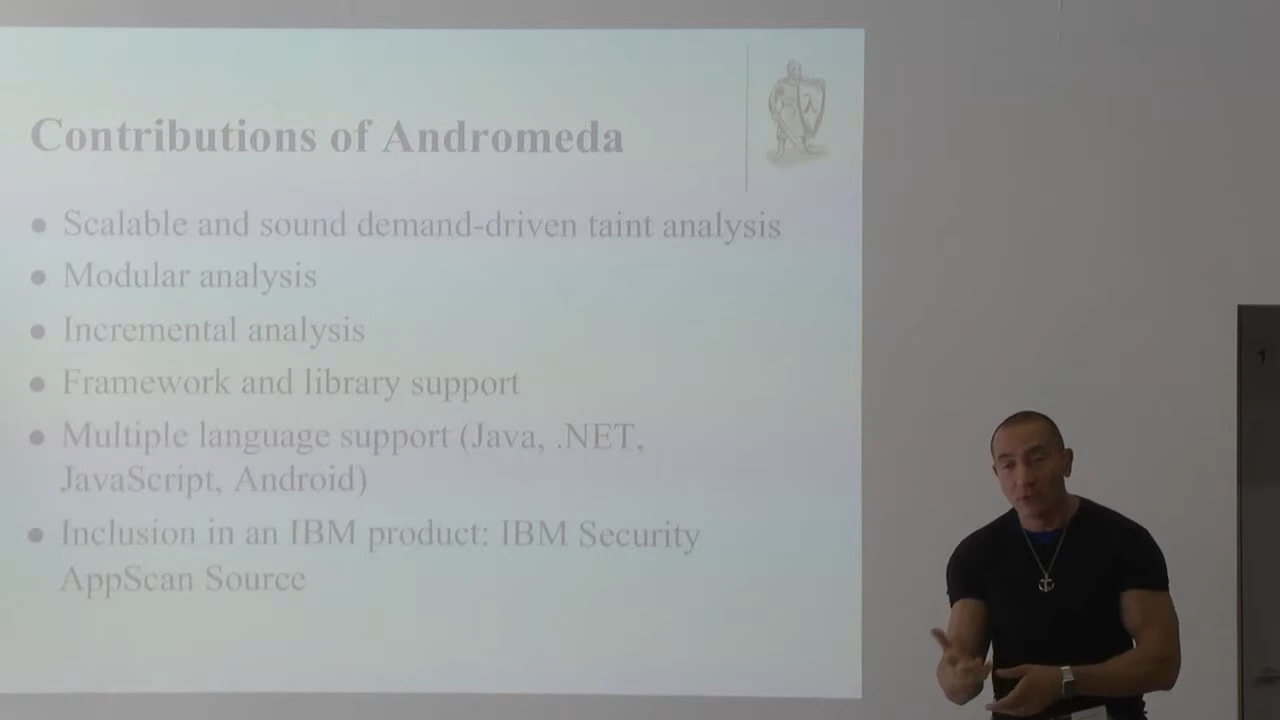 Contributions of Andromeda
● Scalable and sound demand-driven taint analysis
● Modular analysis
● Incremental analysis
● Framework and library support
● Multiple language support (Java, .NET,
JavaScript, Android)
● Inclusion in an IBM product: IBM Security
AppScan Source
λ